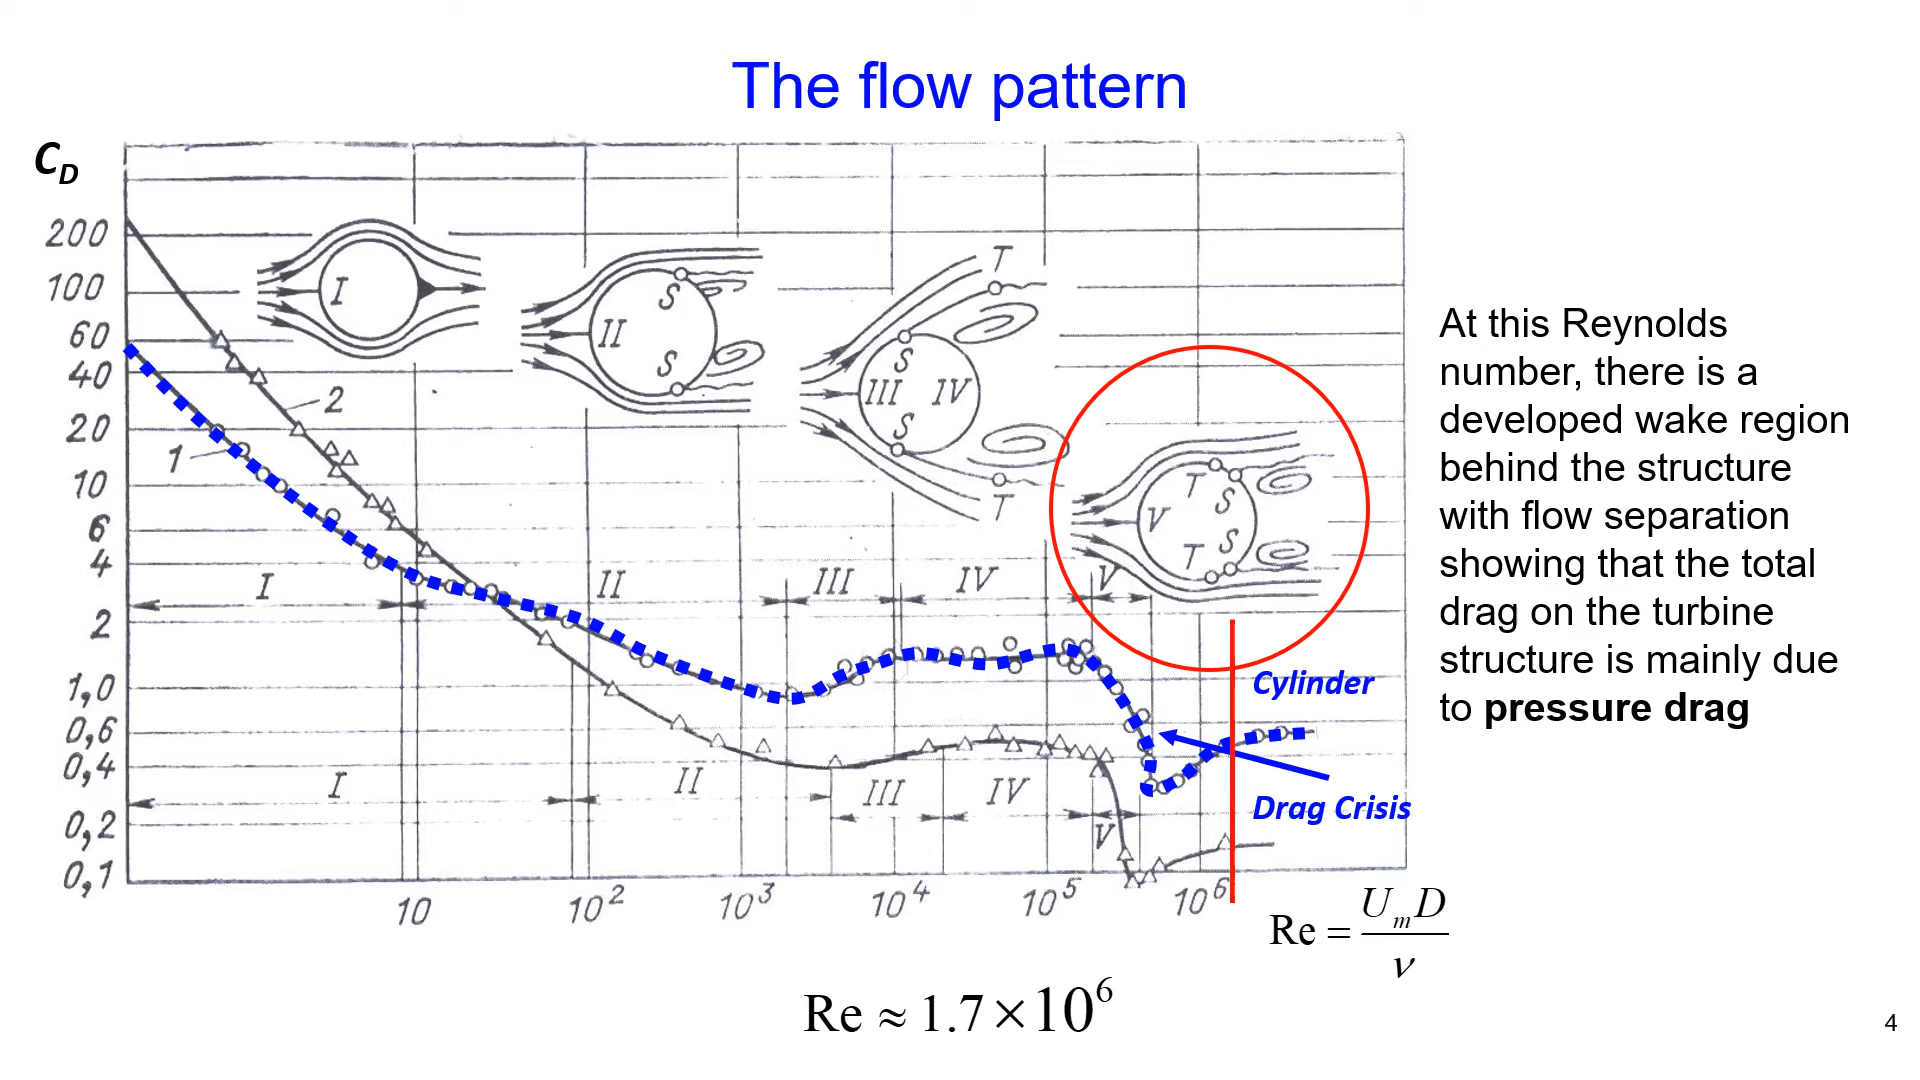 The flow pattern
C_D
200
100
60
40
20
10
6
4
2
1,0
0,6
0,4
0,2
0,1
I
II
S
S
T
S
III IV
S
T
T
S
V
S
T
2
1
I
II
III
IV
V
I
II
III
IV
V
10
10²
10³
10⁴
10⁵
10⁶
Cylinder
Drag Crisis
At this Reynolds
number, there is a
developed wake region
behind the structure
with flow separation
showing that the total
drag on the turbine
structure is mainly due
to pressure drag
Re = U_m D / ν
Re ≈ 1.7 × 10⁶
4